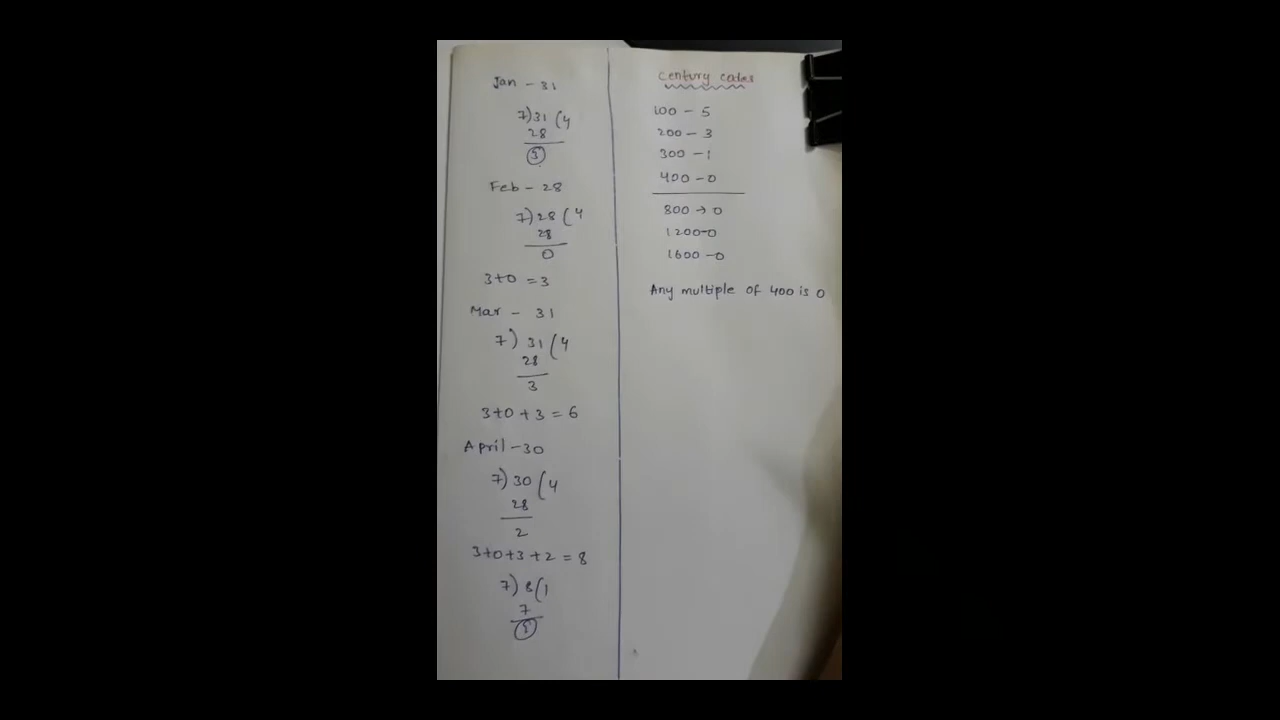 Jan - 31
7)31(4
28
3
Feb - 28
7)28(4
28
0
3+0 = 3
Mar - 31
7) 31(4
28
3
3+0+3 = 6
April - 30
7)30(4
28
2
3+0+3+2 = 8
7)8(1
7
1
Century codes
100 - 5
200 - 3
300 - 1
400 - 0
800 → 0
1200-0
1600 - 0
Any multiple of 400 is 0